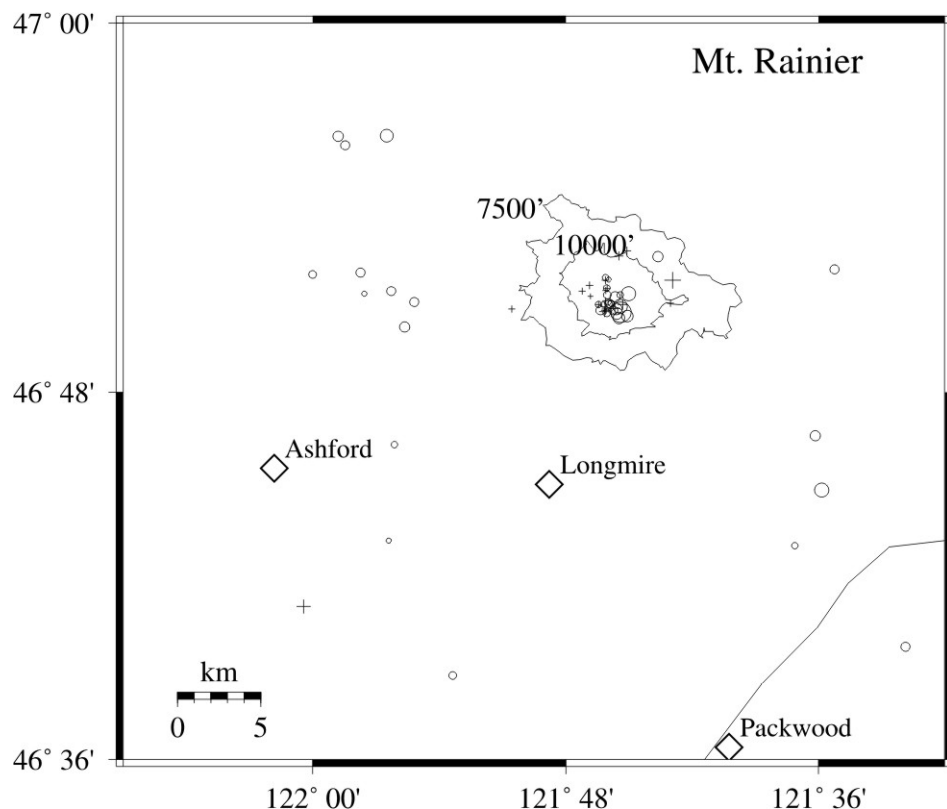 47° 00'
Mt. Rainier
7500’
10000’
46° 48'
Ashford
Longmire
km
0 5
Packwood
46° 36'
122° 00' 121° 48' 121° 36'